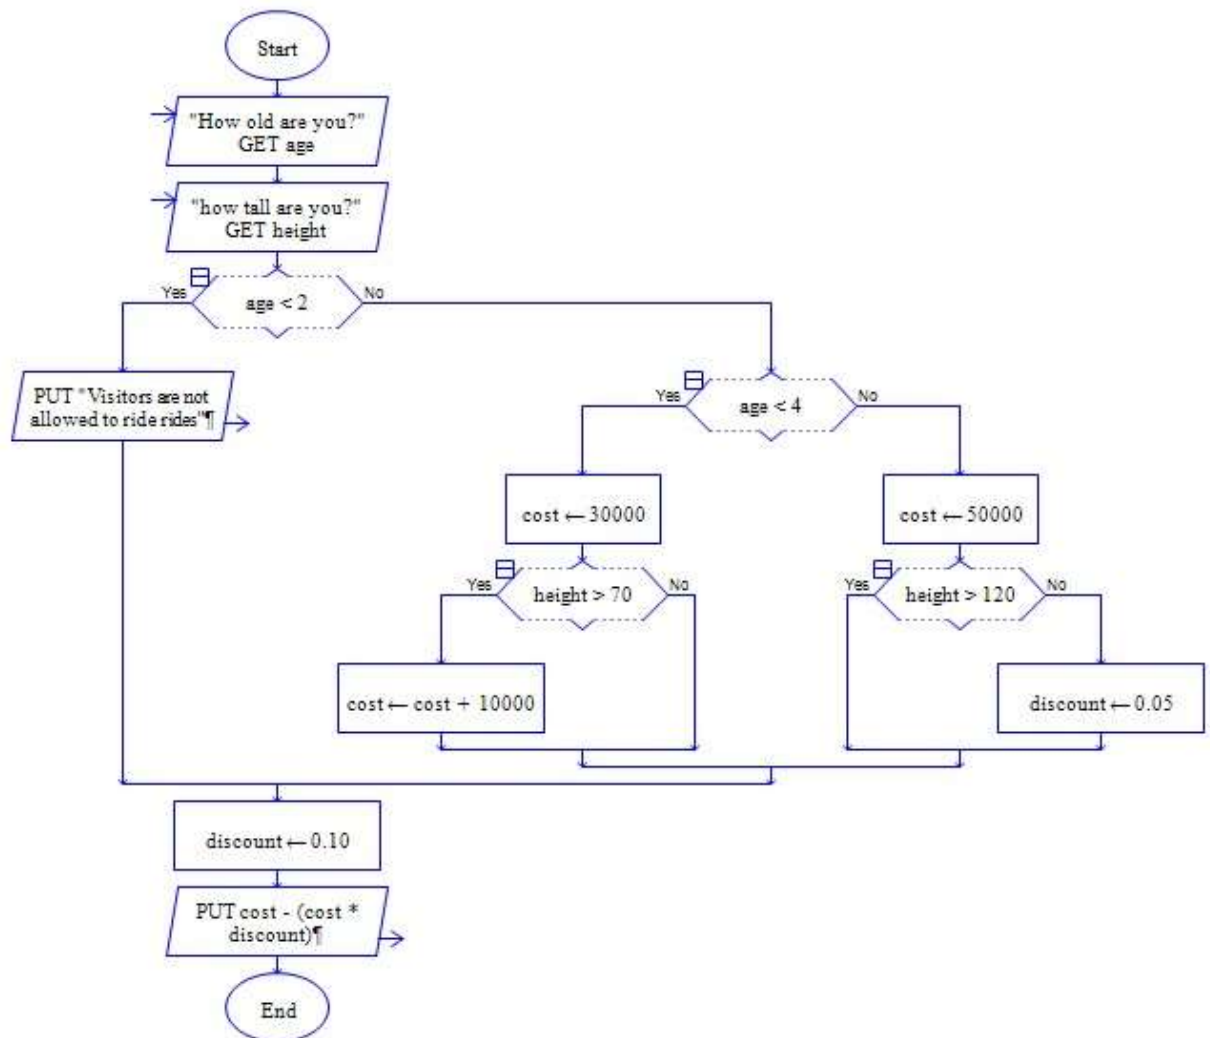 Start
"How old are you?"
GET age
"how tall are you?"
GET height
Yes
age < 2
No
PUT "Visitors are not
allowed to ride rides"¶
Yes
age < 4
No
cost ← 30000
cost ← 50000
Yes
height > 70
No
Yes
height > 120
No
cost ← cost + 10000
discount ← 0.05
discount ← 0.10
PUT cost - (cost *
discount)¶
End